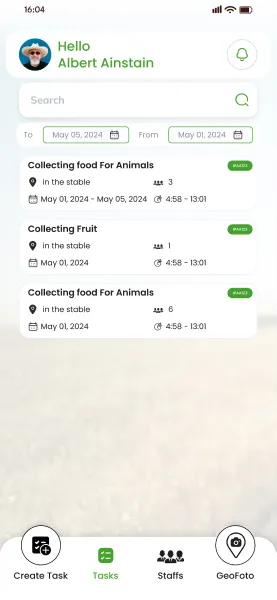 16:04
Hello
Albert Ainstain
Search
To May 05, 2024 From May 01, 2024
Collecting food For Animals
in the stable 3
May 01, 2024 - May 05, 2024 4:58 - 13:01
Collecting Fruit
in the stable 1
May 01, 2024 4:58 - 13:01
Collecting food For Animals
in the stable 6
May 01, 2024 4:58 - 13:01
Create Task Tasks Staffs GeoFoto